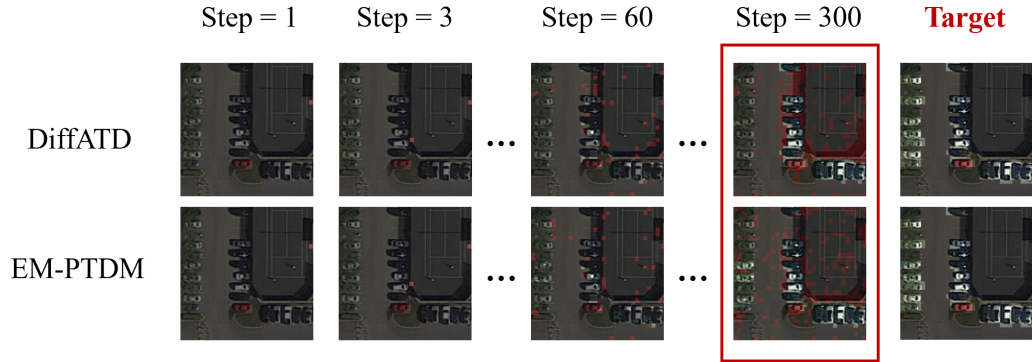 Step = 1 Step = 3 Step = 60 Step = 300 Target
DiffATD ... ...
EM-PTDM ... ...